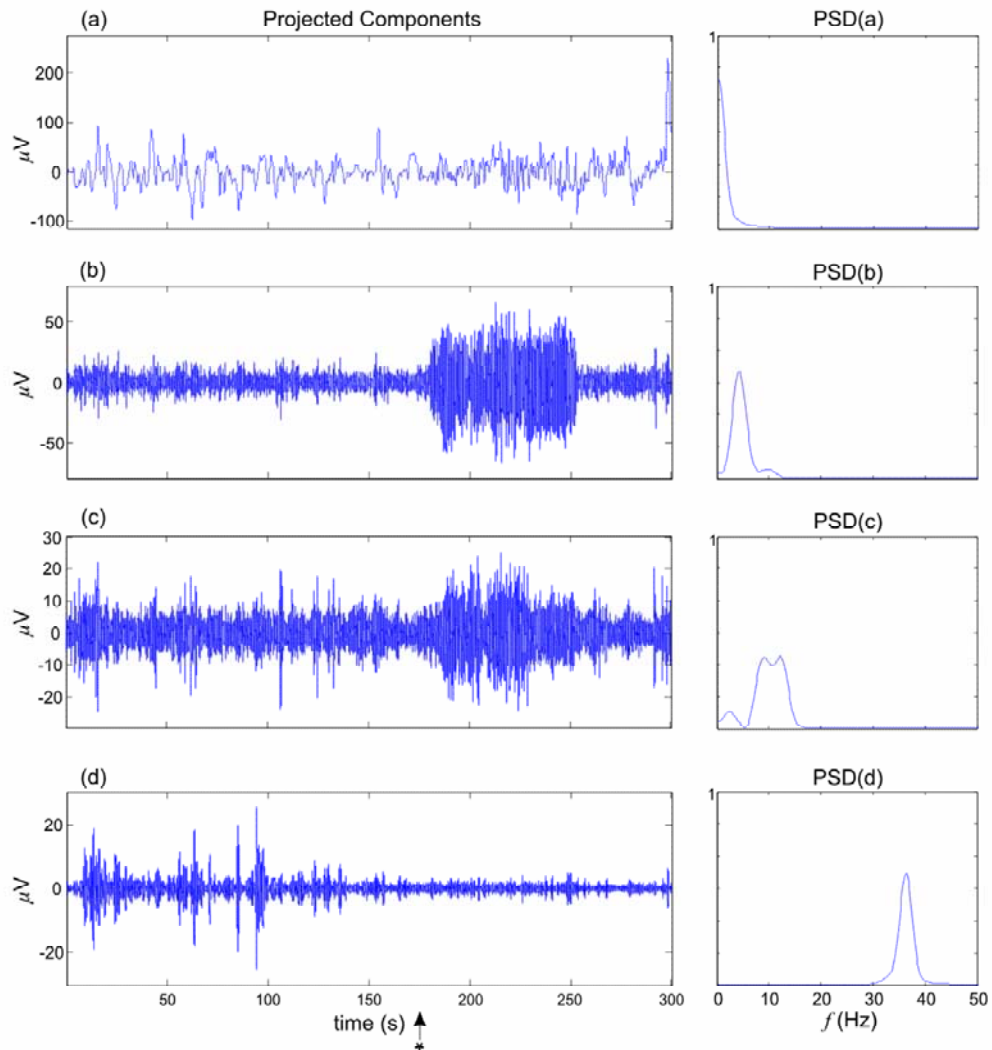 (a) Projected Components PSD(a)
200
100
0
-100
μV
1
(b) PSD(b)
50
0
-50
μV
1
(c) PSD(c)
30
20
10
0
-10
-20
μV
1
(d) PSD(d)
20
0
-20
μV
1
50 100 150 200 250 300
time (s)
*
0 10 20 30 40 50
f (Hz)